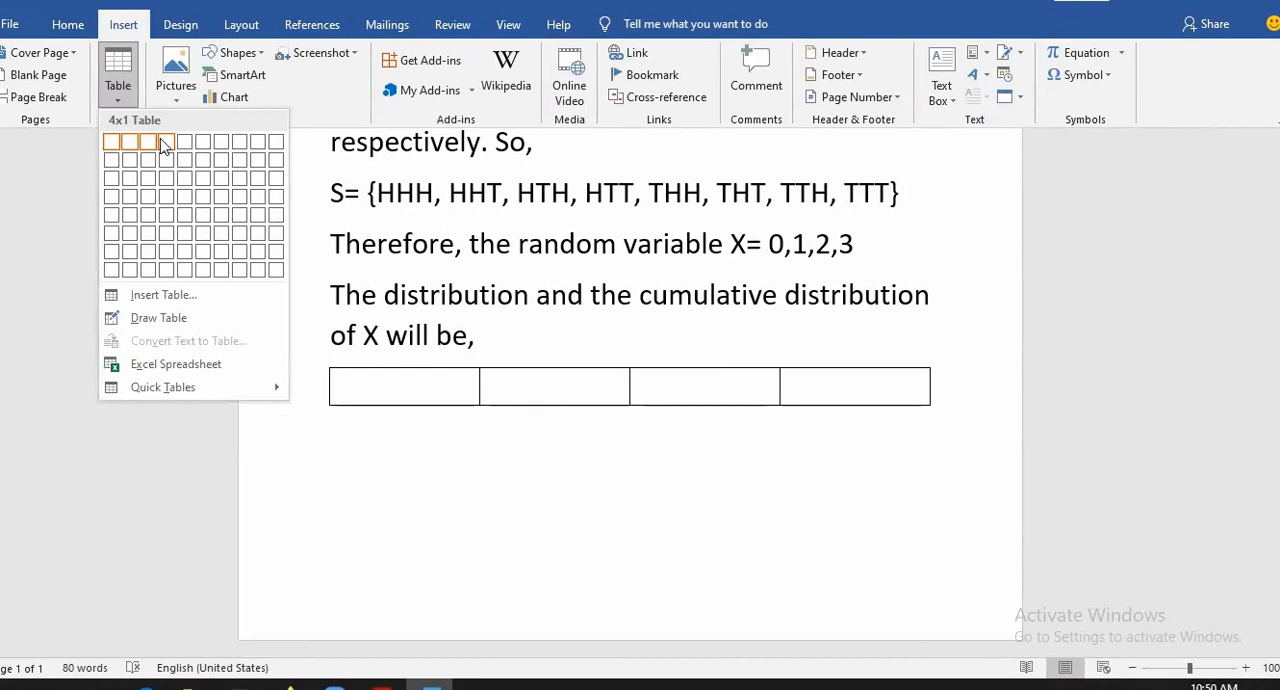 File Home Insert Design Layout References Mailings Review View Help Tell me what you want to do Share
Cover Page Shapes Screenshot Get Add-ins Link Header Equation
Blank Page Table Pictures SmartArt My Add-ins Wikipedia Online Video Bookmark Comment Footer Text Box Symbol
Page Break Chart Cross-reference Page Number
Pages Add-ins Media Links Comments Header & Footer Text Symbols
4x1 Table
Insert Table...
Draw Table
Convert Text to Table...
Excel Spreadsheet
Quick Tables
respectively. So,
S= {HHH, HHT, HTH, HTT, THH, THT, TTH, TTT}
Therefore, the random variable X= 0,1,2,3
The distribution and the cumulative distribution
of X will be,
Activate Windows
Go to Settings to activate Windows.
ge 1 of 1 80 words English (United States) 100
10:50 AM